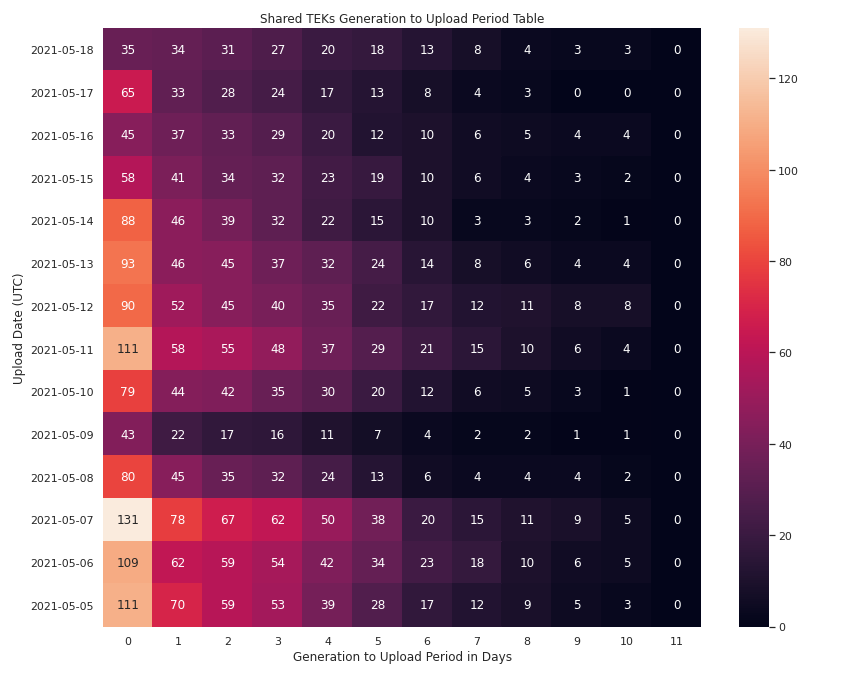 Shared TEKs Generation to Upload Period Table
Upload Date (UTC)
2021-05-18 35 34 31 27 20 18 13 8 4 3 3 0
2021-05-17 65 33 28 24 17 13 8 4 3 0 0 0
2021-05-16 45 37 33 29 20 12 10 6 5 4 4 0
2021-05-15 58 41 34 32 23 19 10 6 4 3 2 0
2021-05-14 88 46 39 32 22 15 10 3 3 2 1 0
2021-05-13 93 46 45 37 32 24 14 8 6 4 4 0
2021-05-12 90 52 45 40 35 22 17 12 11 8 8 0
2021-05-11 111 58 55 48 37 29 21 15 10 6 4 0
2021-05-10 79 44 42 35 30 20 12 6 5 3 1 0
2021-05-09 43 22 17 16 11 7 4 2 2 1 1 0
2021-05-08 80 45 35 32 24 13 6 4 4 4 2 0
2021-05-07 131 78 67 62 50 38 20 15 11 9 5 0
2021-05-06 109 62 59 54 42 34 23 18 10 6 5 0
2021-05-05 111 70 59 53 39 28 17 12 9 5 3 0
0 1 2 3 4 5 6 7 8 9 10 11
Generation to Upload Period in Days
120
100
80
60
40
20
0